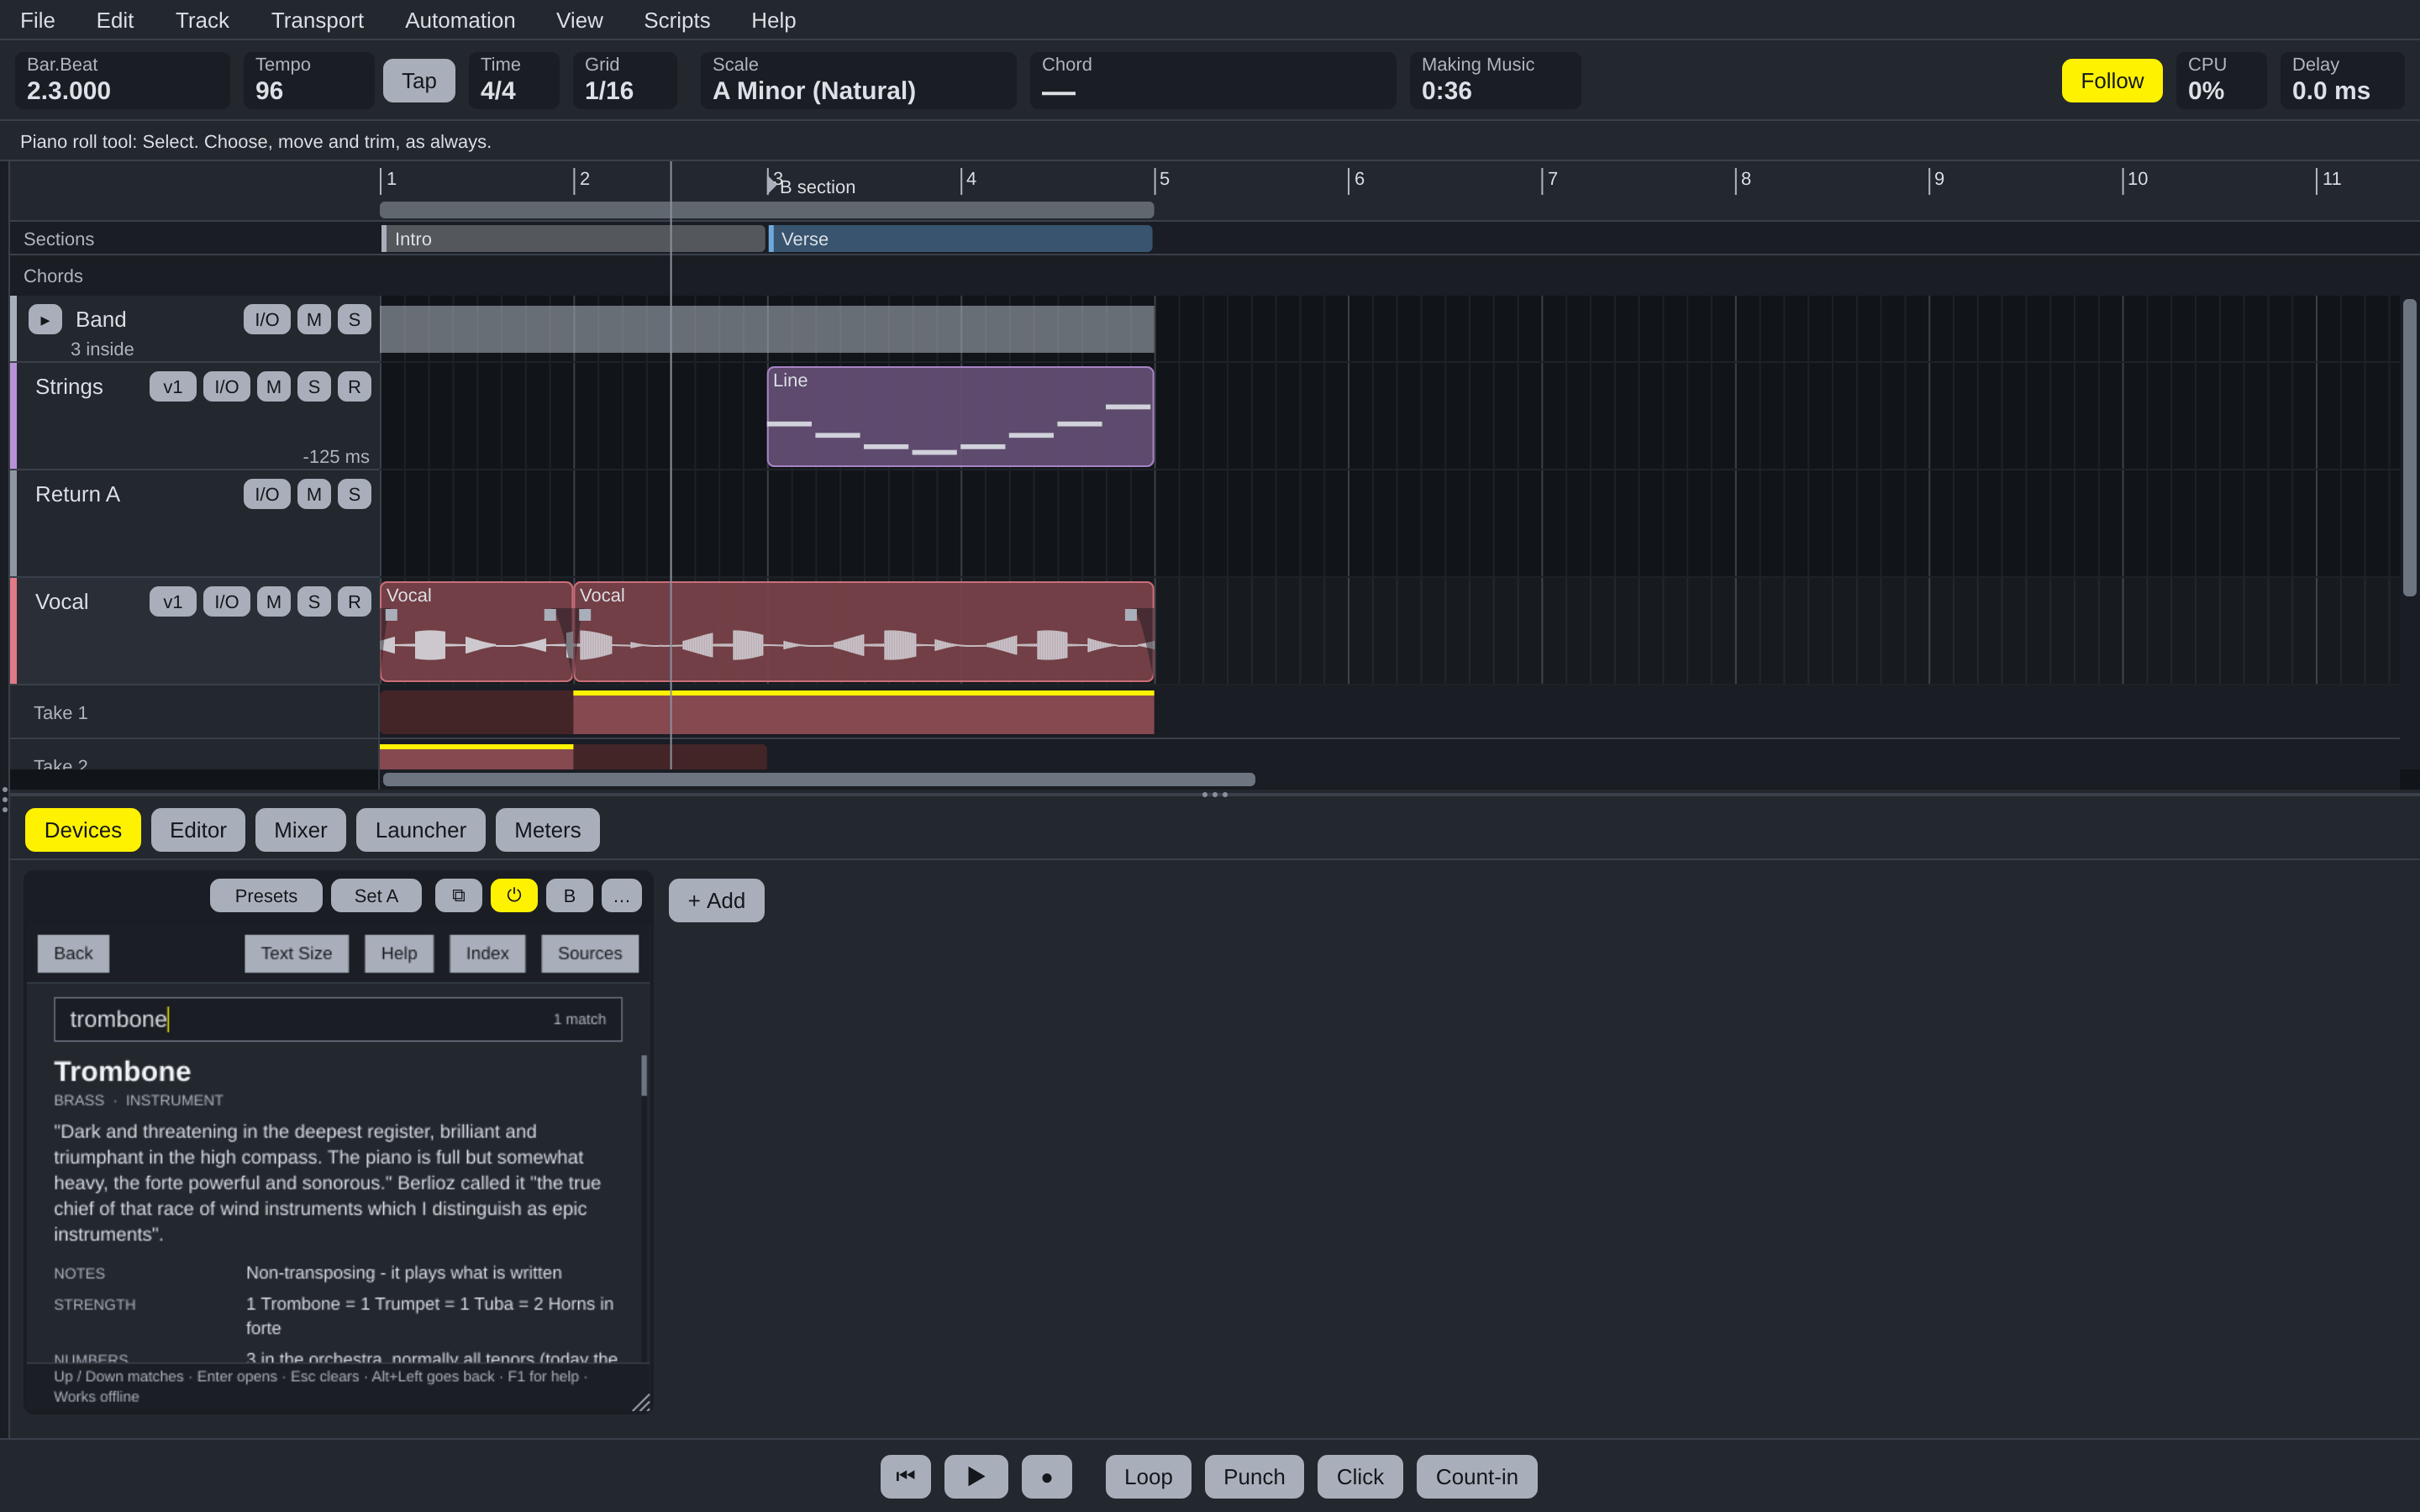 File Edit Track Transport Automation View Scripts Help
Bar.Beat Tempo Time Grid Scale Chord Making Music CPU Delay
2.3.000 96 Tap 4/4 1/16 A Minor (Natural) — 0:36 Follow 0% 0.0 ms
Piano roll tool: Select. Choose, move and trim, as always.
1 2 3 4 5 6 7 8 9 10 11
B section
Sections Intro Verse
Chords
▸ Band I/O M S
3 inside
Strings v1 I/O M S R Line
-125 ms
Return A I/O M S
Vocal v1 I/O M S R Vocal Vocal
Take 1
Take 2
Devices Editor Mixer Launcher Meters
Presets Set A B … + Add
Back Text Size Help Index Sources
trombone 1 match
Trombone
BRASS · INSTRUMENT
"Dark and threatening in the deepest register, brilliant and
triumphant in the high compass. The piano is full but somewhat
heavy, the forte powerful and sonorous." Berlioz called it "the true
chief of that race of wind instruments which I distinguish as epic
instruments".
NOTES Non-transposing - it plays what is written
STRENGTH 1 Trombone = 1 Trumpet = 1 Tuba = 2 Horns in
forte
NUMBERS 3 in the orchestra, normally all tenors (today the
Up / Down matches · Enter opens · Esc clears · Alt+Left goes back · F1 for help ·
Works offline
Loop Punch Click Count-in